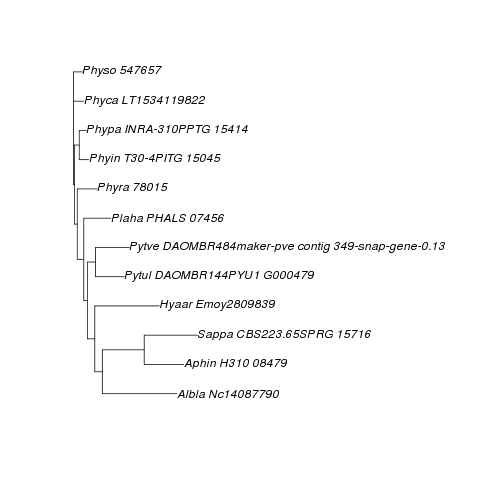 Physo 547657
Phyca LT1534119822
Phypa INRA-310PPTG 15414
Phyin T30-4PITG 15045
Phyra 78015
Plaha PHALS 07456
Pytve DAOMBR484maker-pve contig 349-snap-gene-0.13
Pytul DAOMBR144PYU1 G000479
Hyaar Emoy2809839
Sappa CBS223.65SPRG 15716
Aphin H310 08479
Albla Nc14087790